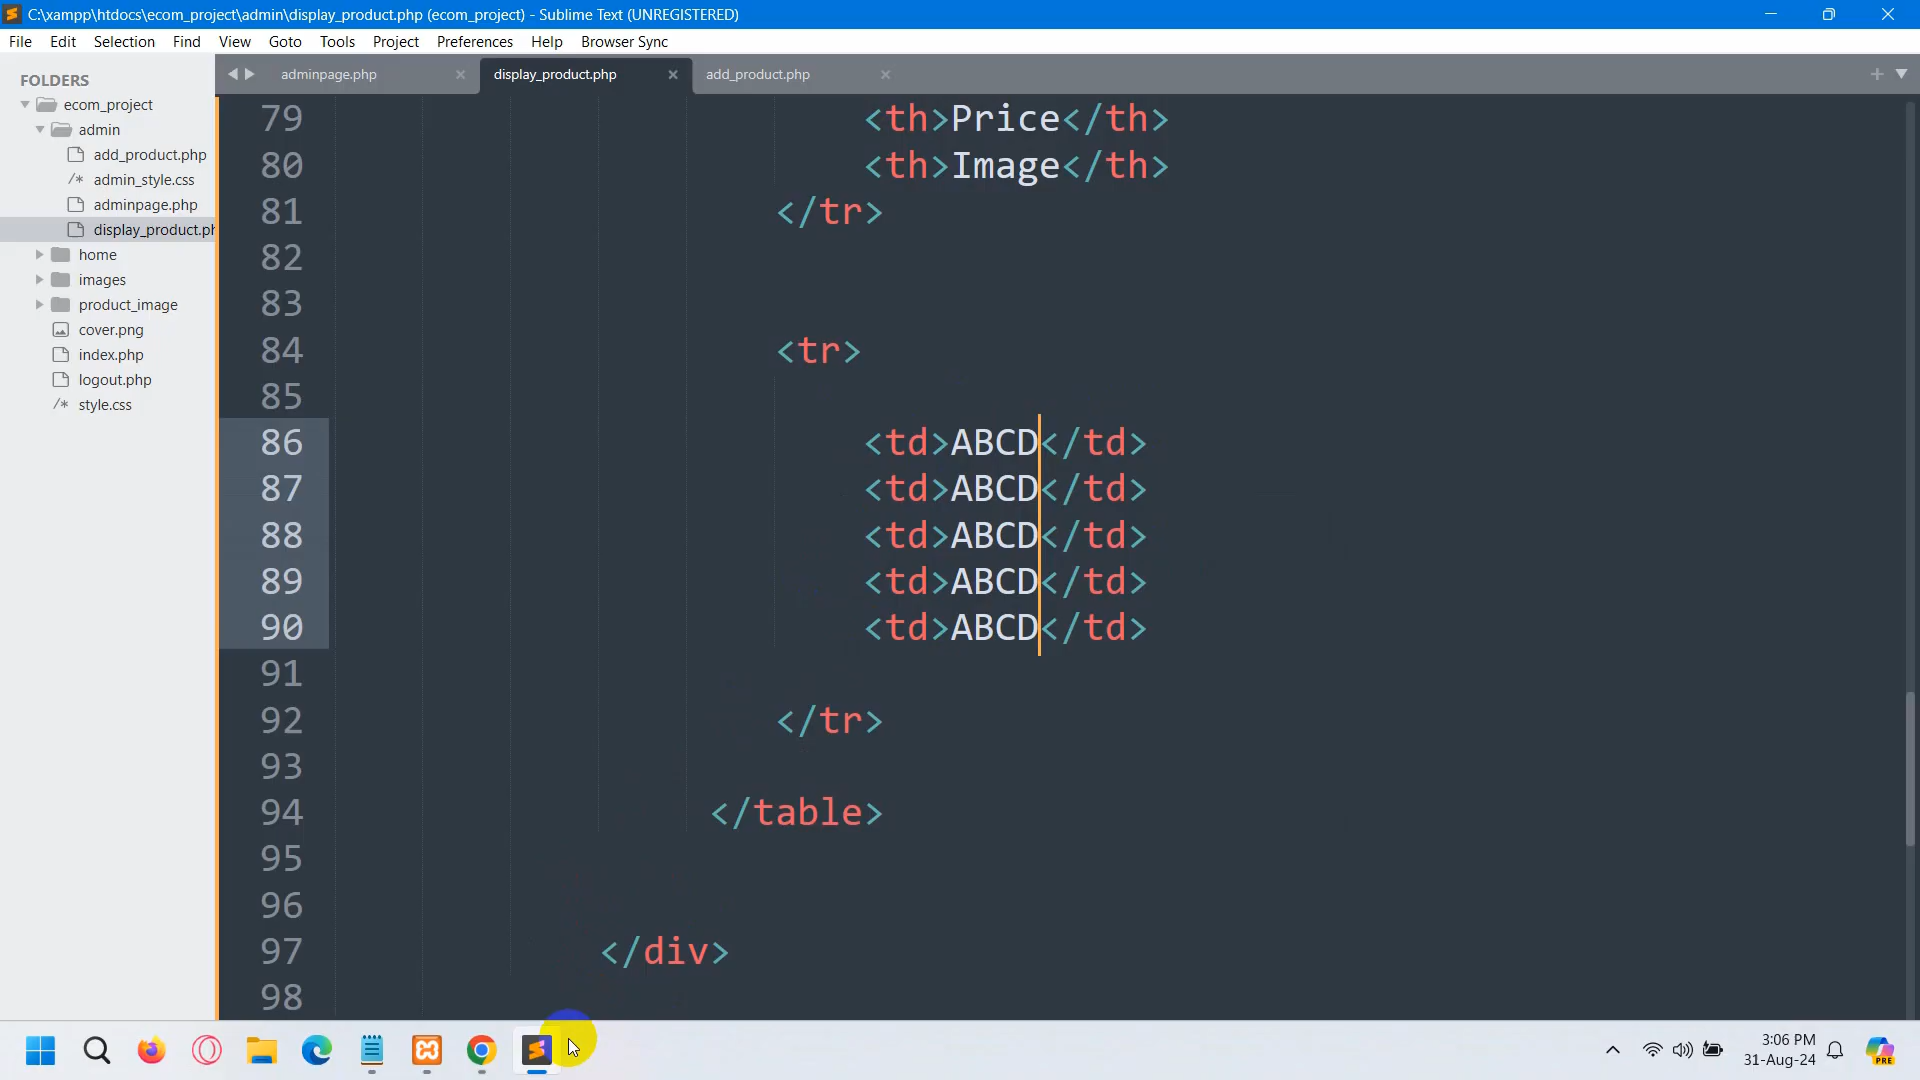 C:\xampp\htdocs\ecom_project\admin\display_product.php (ecom_project) - Sublime Text (UNREGISTERED)
File Edit Selection Find View Goto Tools Project Preferences Help Browser Sync
FOLDERS
ecom_project
admin
add_product.php
admin_style.css
adminpage.php
display_product.ph
home
images
product_image
cover.png
index.php
logout.php
style.css
adminpage.php display_product.php add_product.php
79 <th>Price</th>
80 <th>Image</th>
81 </tr>
82
83
84 <tr>
85
86 <td>ABCD</td>
87 <td>ABCD</td>
88 <td>ABCD</td>
89 <td>ABCD</td>
90 <td>ABCD</td>
91
92 </tr>
93
94 </table>
95
96
97 </div>
98
3:06 PM
31-Aug-24
PRE